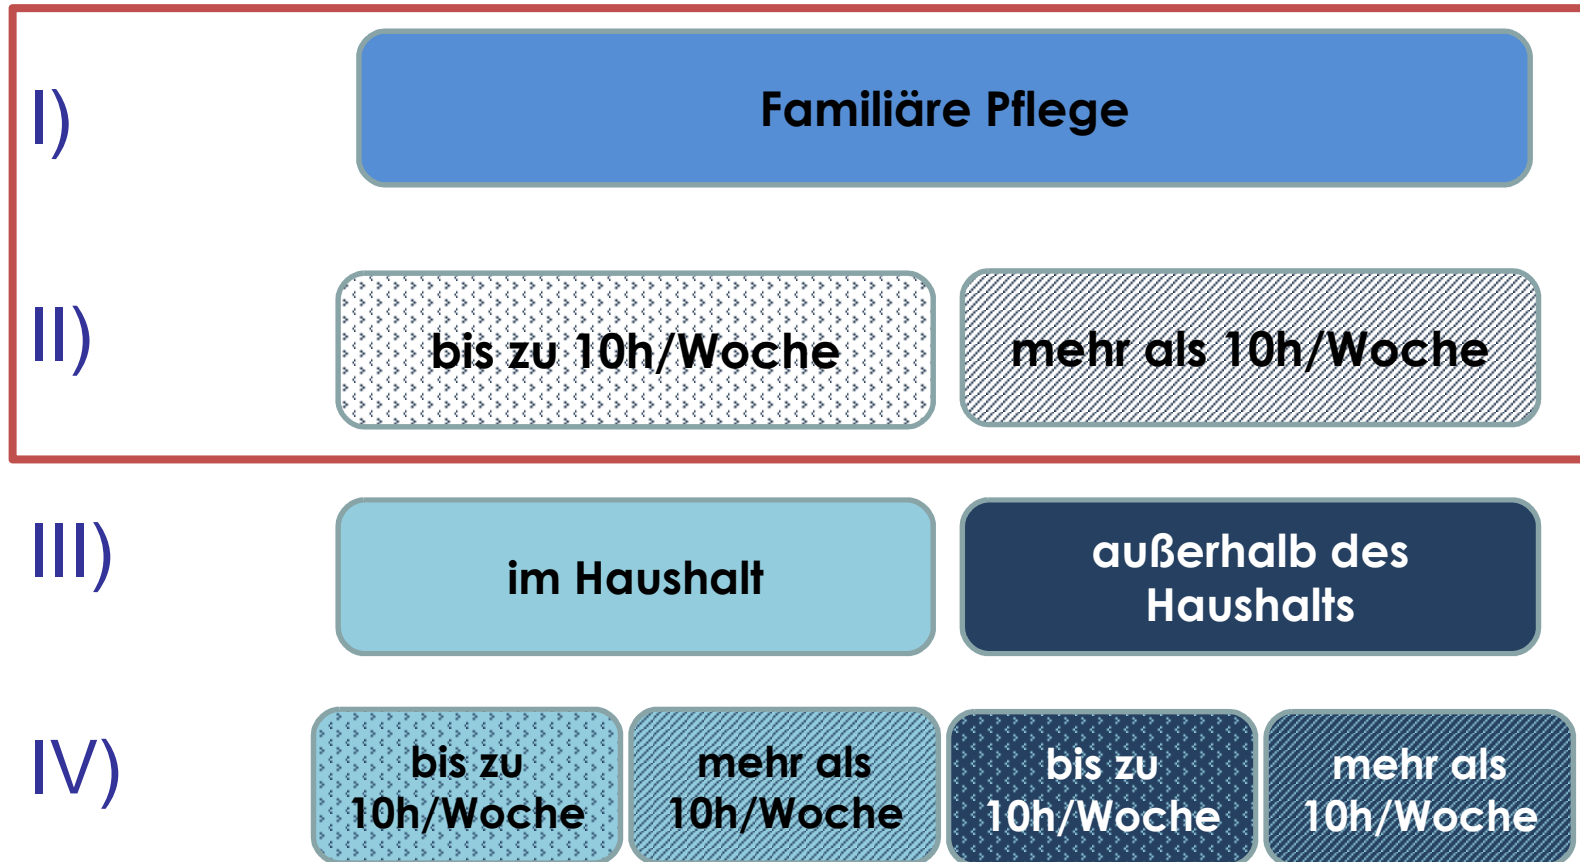 I)
Familiäre Pflege
II)
bis zu 10h/Woche
mehr als 10h/Woche
III)
im Haushalt
außerhalb des
Haushalts
IV)
bis zu
10h/Woche
mehr als
10h/Woche
bis zu
10h/Woche
mehr als
10h/Woche